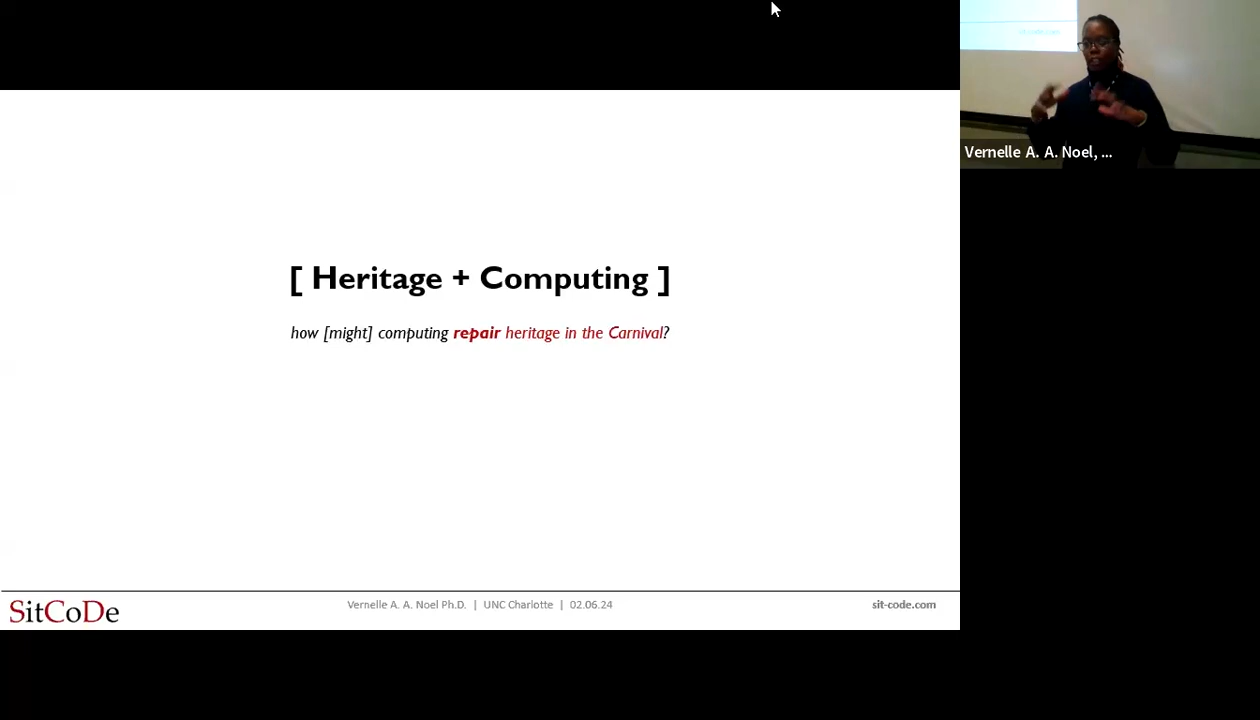 [ Heritage + Computing ]
how [might] computing repair heritage in the Carnival?
Vernelle A. A. Noel, ...
SitCoDe
Vernelle A. A. Noel Ph.D. | UNC Charlotte | 02.06.24
sit-code.com